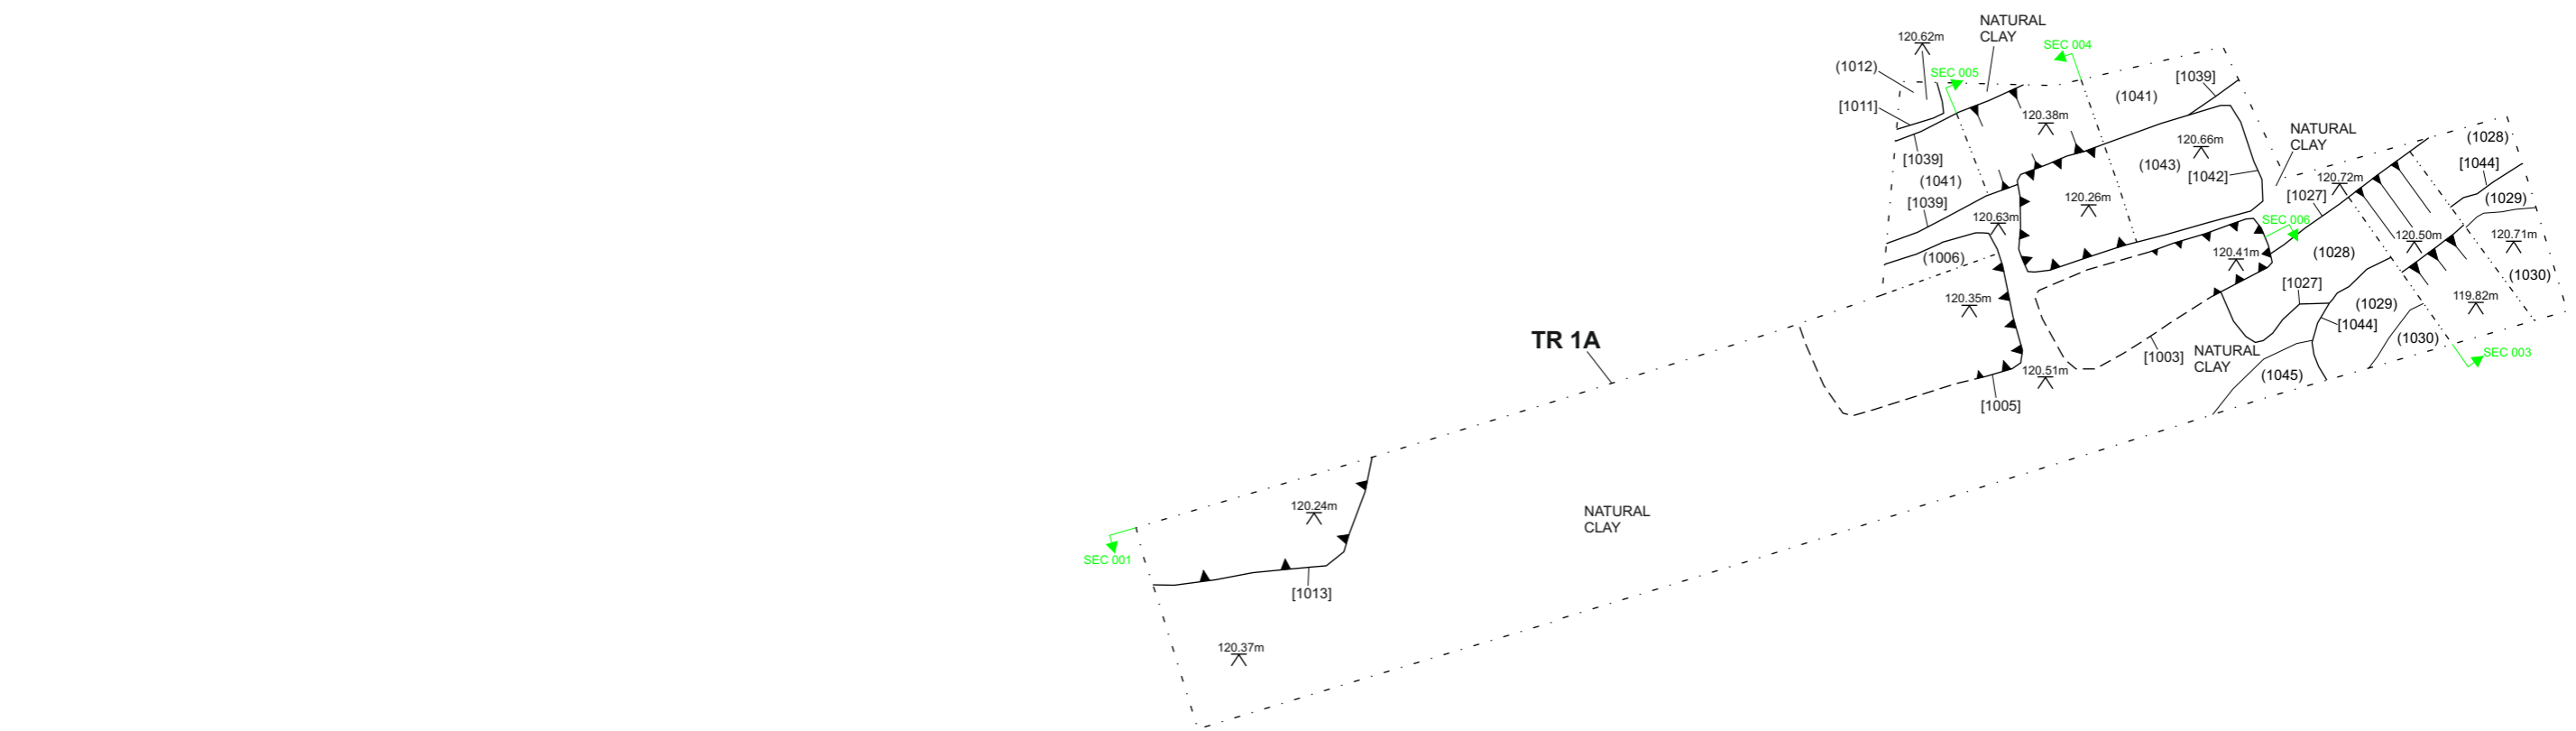 NATURAL
CLAY
120.62m
SEC 004
(1012)
SEC 005
[1039]
(1041)
[1011]
120.38m
NATURAL
CLAY
(1028)
120.66m
[1039]
(1043)
[1044]
[1042]
120.72m
(1041)
[1027]
120.26m
(1029)
[1039]
120.63m
SEC 006
120.50m
120.71m
(1006)
120.41m
(1028)
(1030)
[1027]
120.35m
(1029)
119.82m
[1044]
TR 1A
(1030)
NATURAL
CLAY
[1003]
SEC 003
120.51m
(1045)
[1005]
120.24m
NATURAL
CLAY
SEC 001
[1013]
120.37m